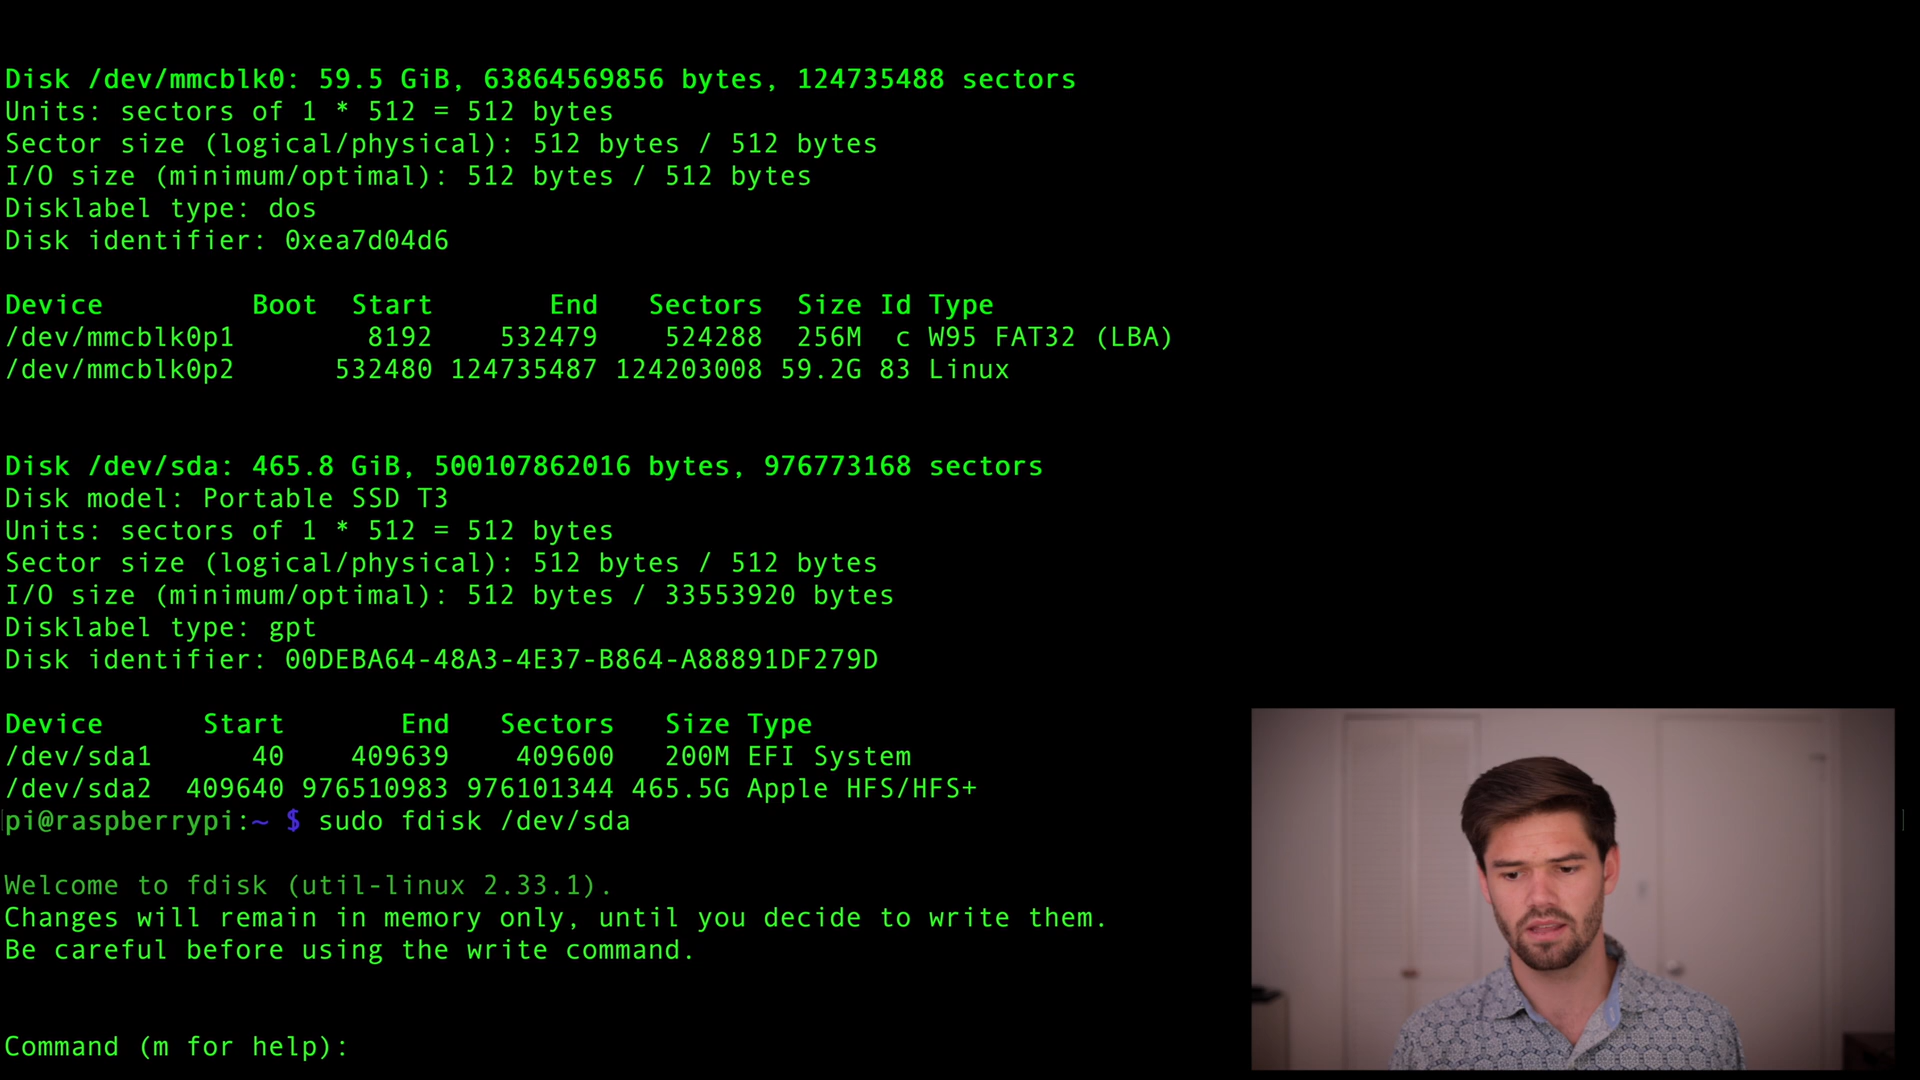 Disk /dev/mmcblk0: 59.5 GiB, 63864569856 bytes, 124735488 sectors
Units: sectors of 1 * 512 = 512 bytes
Sector size (logical/physical): 512 bytes / 512 bytes
I/O size (minimum/optimal): 512 bytes / 512 bytes
Disklabel type: dos
Disk identifier: 0xea7d04d6
Device         Boot  Start       End   Sectors  Size Id Type
/dev/mmcblk0p1        8192    532479    524288  256M  c W95 FAT32 (LBA)
/dev/mmcblk0p2      532480 124735487 124203008 59.2G 83 Linux
Disk /dev/sda: 465.8 GiB, 500107862016 bytes, 976773168 sectors
Disk model: Portable SSD T3
Units: sectors of 1 * 512 = 512 bytes
Sector size (logical/physical): 512 bytes / 512 bytes
I/O size (minimum/optimal): 512 bytes / 33553920 bytes
Disklabel type: gpt
Disk identifier: 00DEBA64-48A3-4E37-B864-A88891DF279D
Device      Start       End   Sectors   Size Type
/dev/sda1      40    409639    409600   200M EFI System
/dev/sda2  409640 976510983 976101344 465.5G Apple HFS/HFS+
pi@raspberrypi:~ $ sudo fdisk /dev/sda
Welcome to fdisk (util-linux 2.33.1).
Changes will remain in memory only, until you decide to write them.
Be careful before using the write command.
Command (m for help):